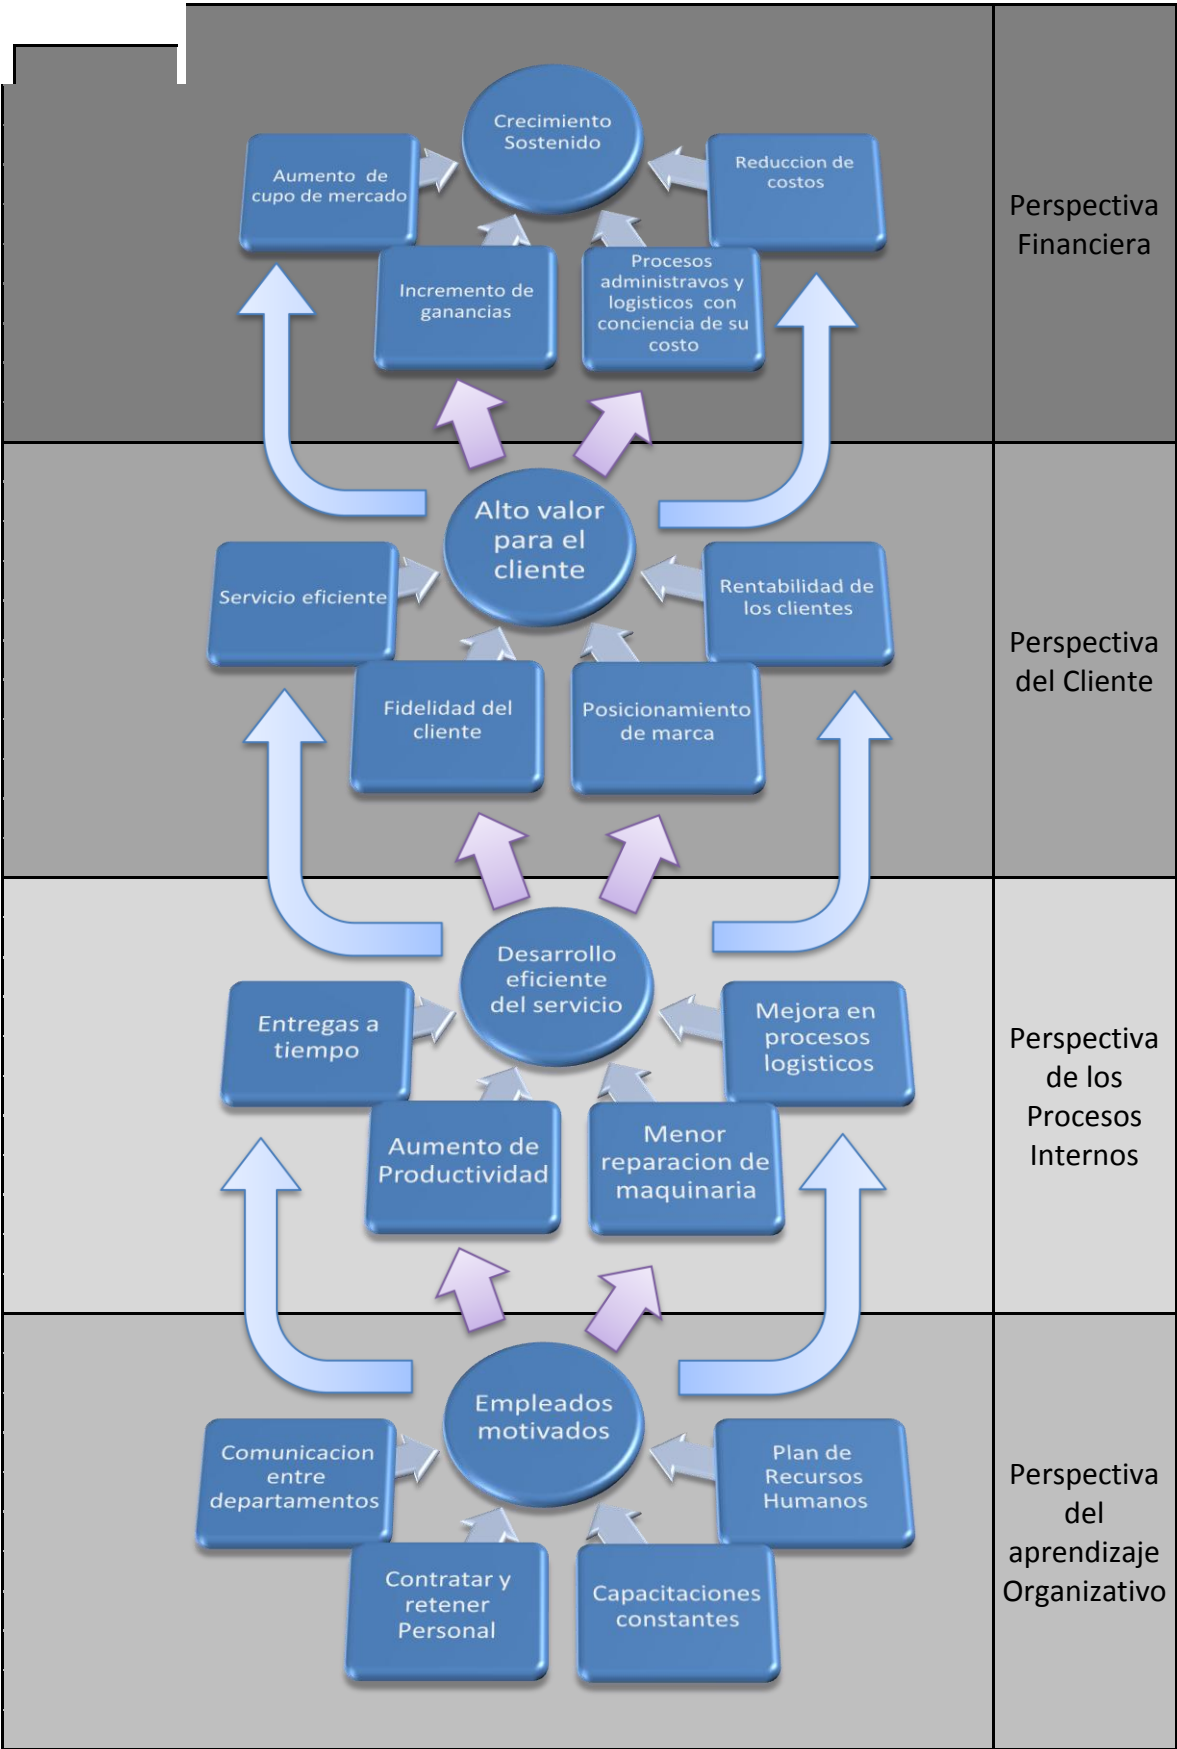 Crecimiento
Sostenido
Aumento de
cupo de mercado
Reduccion de
costos
Incremento de
ganancias
Procesos
administravos y
logisticos con
conciencia de su
costo
Perspectiva
Financiera
Alto valor
para el
cliente
Servicio eficiente
Rentabilidad de
los clientes
Fidelidad del
cliente
Posicionamiento
de marca
Perspectiva
del Cliente
Desarrollo
eficiente
del servicio
Entregas a
tiempo
Mejora en
procesos
logisticos
Aumento de
Productividad
Menor
reparacion de
maquinaria
Perspectiva
de los
Procesos
Internos
Empleados
motivados
Comunicacion
entre
departamentos
Plan de
Recursos
Humanos
Contratar y
retener
Personal
Capacitaciones
constantes
Perspectiva
del
aprendizaje
Organizativo